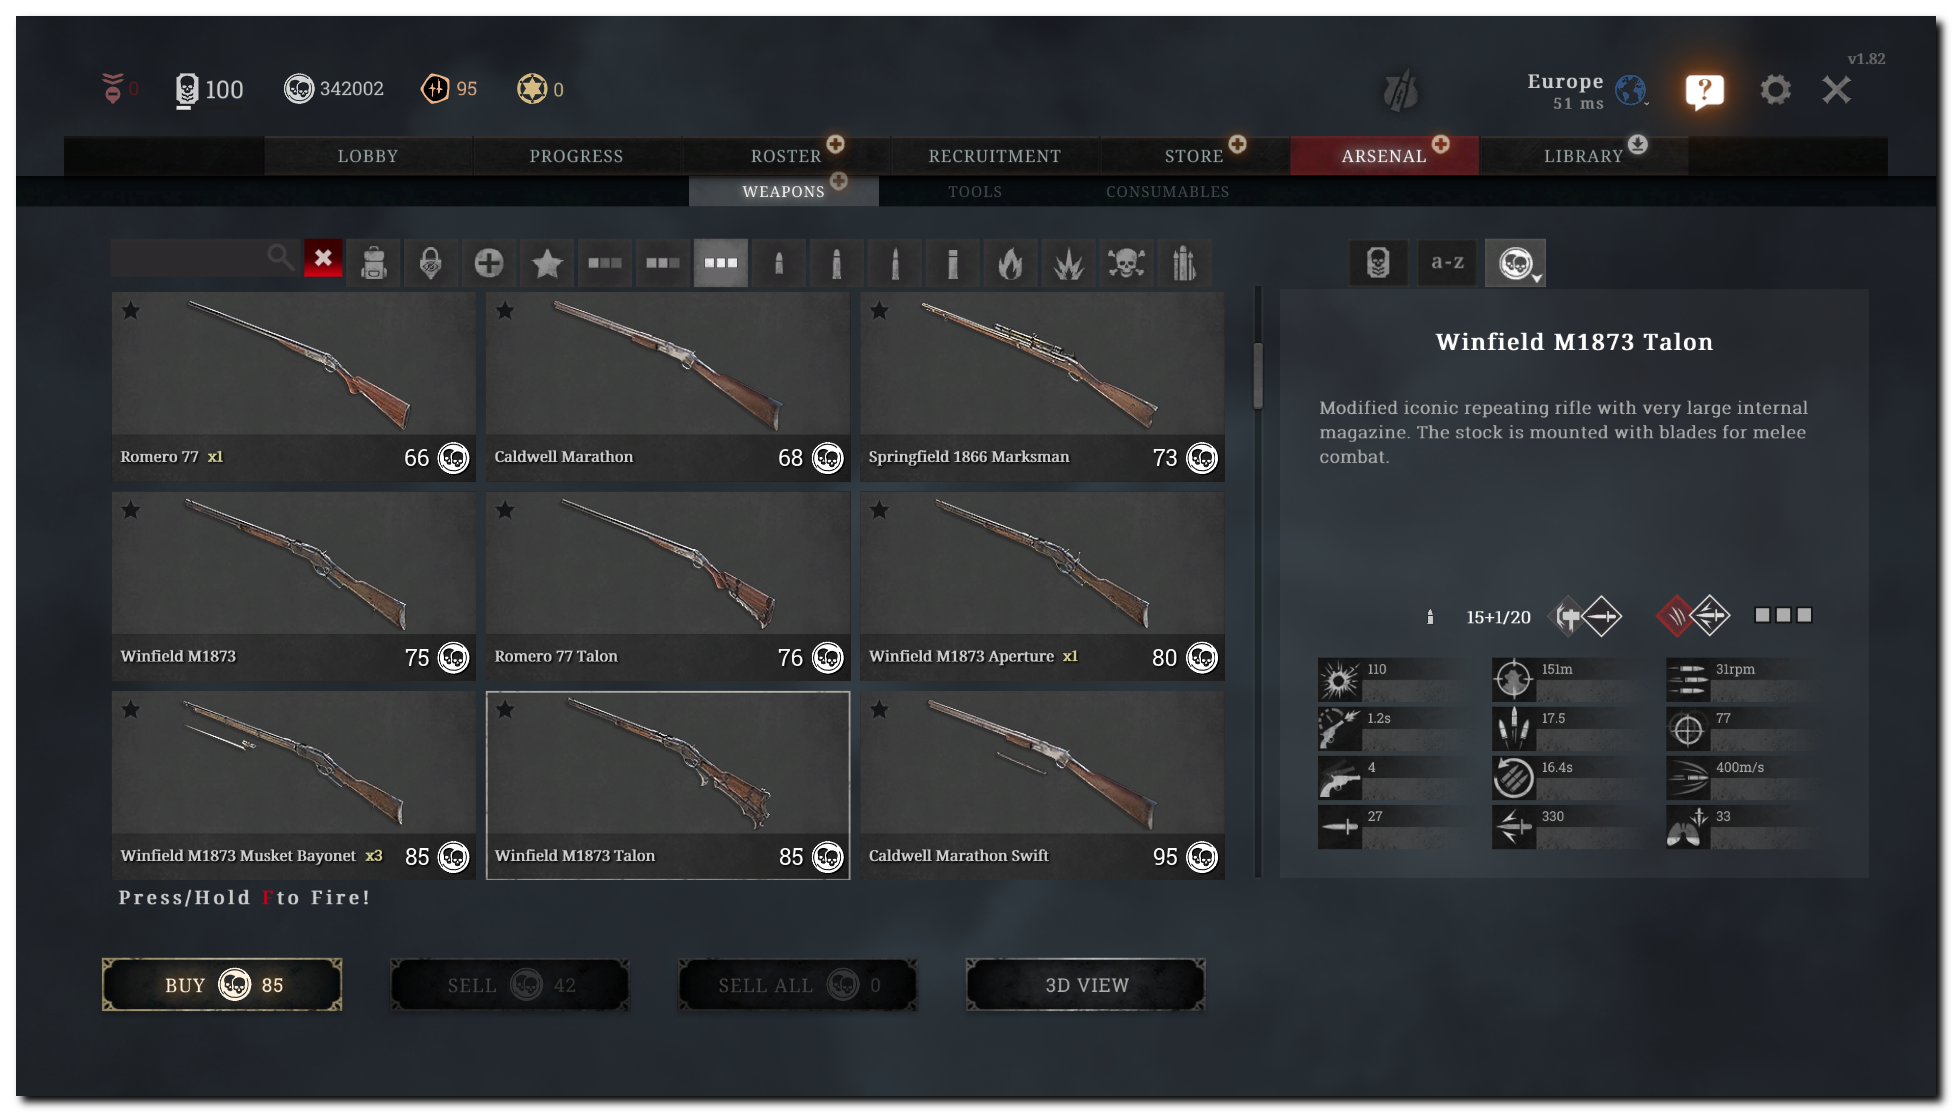 v1.82
0 100 342002 95 0 Europe
51 ms
LOBBY PROGRESS ROSTER RECRUITMENT STORE ARSENAL LIBRARY
WEAPONS TOOLS CONSUMABLES
a-z
Romero 77 x1 66
Caldwell Marathon 68
Springfield 1866 Marksman 73
Winfield M1873 75
Romero 77 Talon 76
Winfield M1873 Aperture x1 80
Winfield M1873 Musket Bayonet x3 85
Winfield M1873 Talon 85
Caldwell Marathon Swift 95
Press/Hold F to Fire!
BUY 85
SELL 42
SELL ALL 0
3D VIEW
Winfield M1873 Talon
Modified iconic repeating rifle with very large internal
magazine. The stock is mounted with blades for melee
combat.
15+1/20
110 151m 31rpm
1.2s 17.5 77
4 16.4s 400m/s
27 330 33